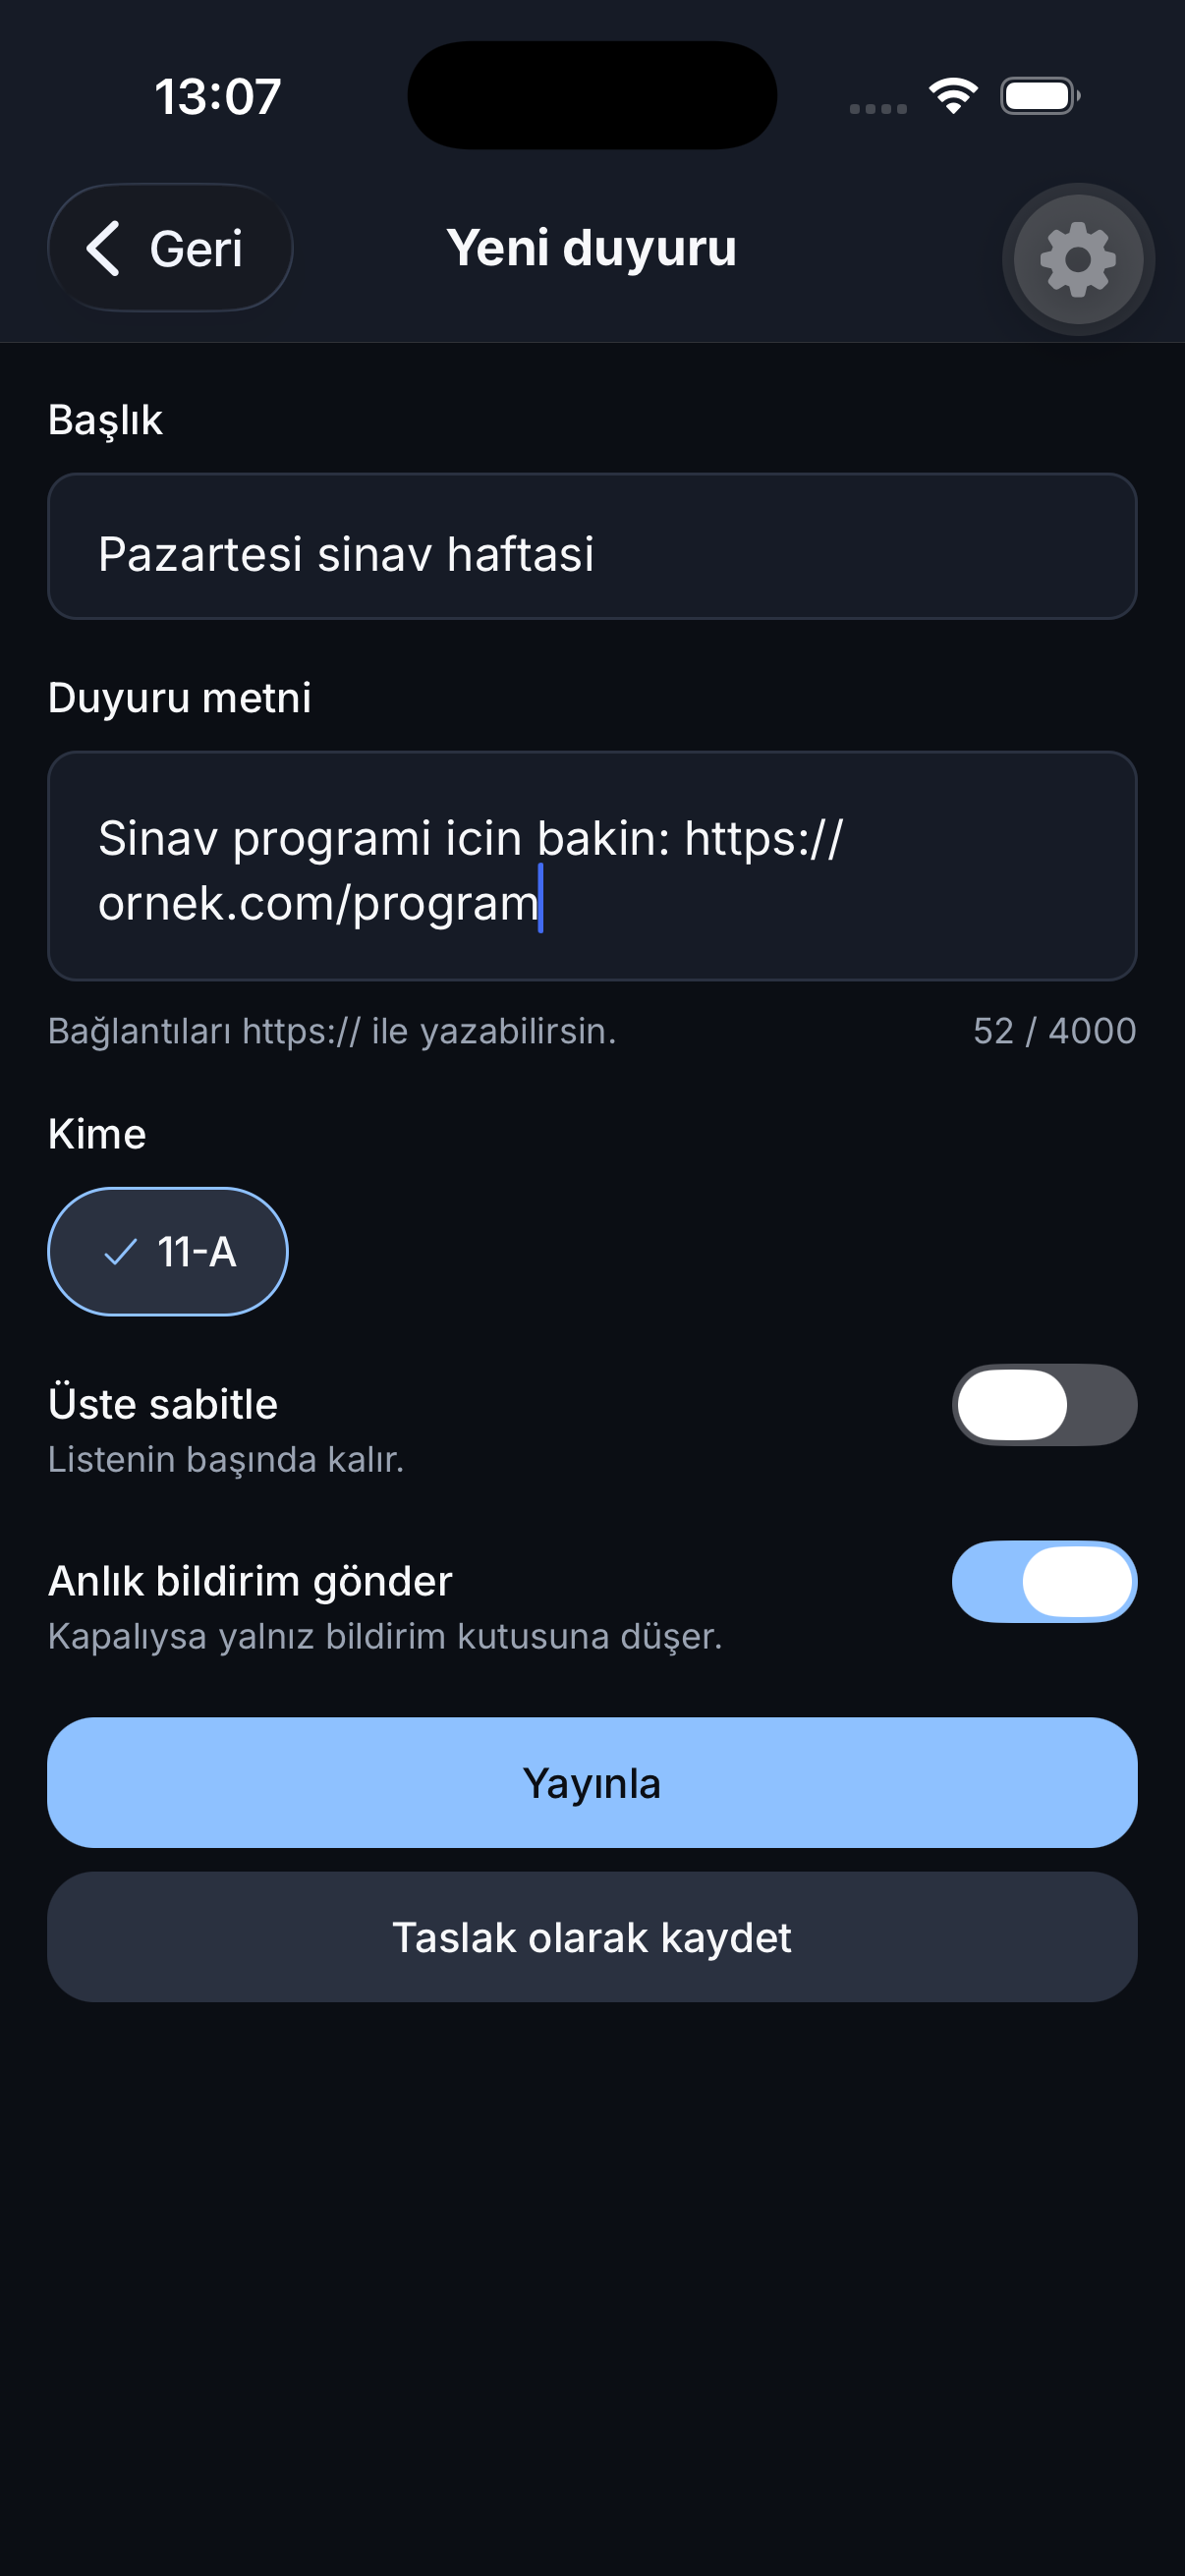 13:07
Geri
Yeni duyuru
Başlık
Pazartesi sinav haftasi
Duyuru metni
Sinav programi icin bakin: https://
ornek.com/program
Bağlantıları https:// ile yazabilirsin.
52 / 4000
Kime
11-A
Üste sabitle
Listenin başında kalır.
Anlık bildirim gönder
Kapalıysa yalnız bildirim kutusuna düşer.
Yayınla
Taslak olarak kaydet